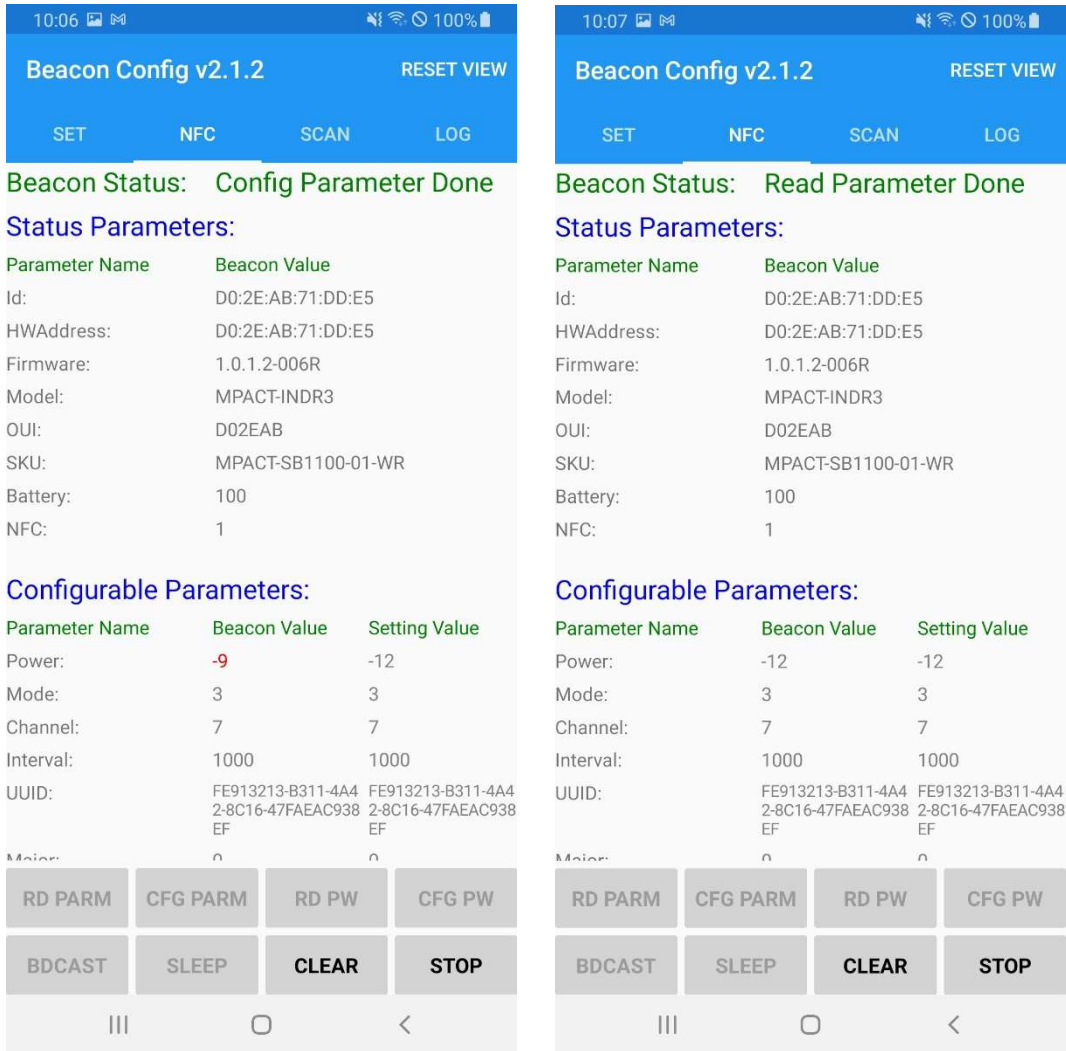 10:06 100%
Beacon Config v2.1.2 RESET VIEW
SET NFC SCAN LOG
Beacon Status: Config Parameter Done
Status Parameters:
Parameter Name Beacon Value
Id: D0:2E:AB:71:DD:E5
HWAddress: D0:2E:AB:71:DD:E5
Firmware: 1.0.1.2-006R
Model: MPACT-INDR3
OUI: D02EAB
SKU: MPACT-SB1100-01-WR
Battery: 100
NFC: 1
Configurable Parameters:
Parameter Name Beacon Value Setting Value
Power: -9 -12
Mode: 3 3
Channel: 7 7
Interval: 1000 1000
UUID: FE913213-B311-4A4 FE913213-B311-4A4
2-8C16-47FAEAC938 2-8C16-47FAEAC938
EF EF
Major: 0 0
RD PARM CFG PARM RD PW CFG PW
BDCAST SLEEP CLEAR STOP
10:07 100%
Beacon Config v2.1.2 RESET VIEW
SET NFC SCAN LOG
Beacon Status: Read Parameter Done
Status Parameters:
Parameter Name Beacon Value
Id: D0:2E:AB:71:DD:E5
HWAddress: D0:2E:AB:71:DD:E5
Firmware: 1.0.1.2-006R
Model: MPACT-INDR3
OUI: D02EAB
SKU: MPACT-SB1100-01-WR
Battery: 100
NFC: 1
Configurable Parameters:
Parameter Name Beacon Value Setting Value
Power: -12 -12
Mode: 3 3
Channel: 7 7
Interval: 1000 1000
UUID: FE913213-B311-4A4 FE913213-B311-4A4
2-8C16-47FAEAC938 2-8C16-47FAEAC938
EF EF
Major: 0 0
RD PARM CFG PARM RD PW CFG PW
BDCAST SLEEP CLEAR STOP